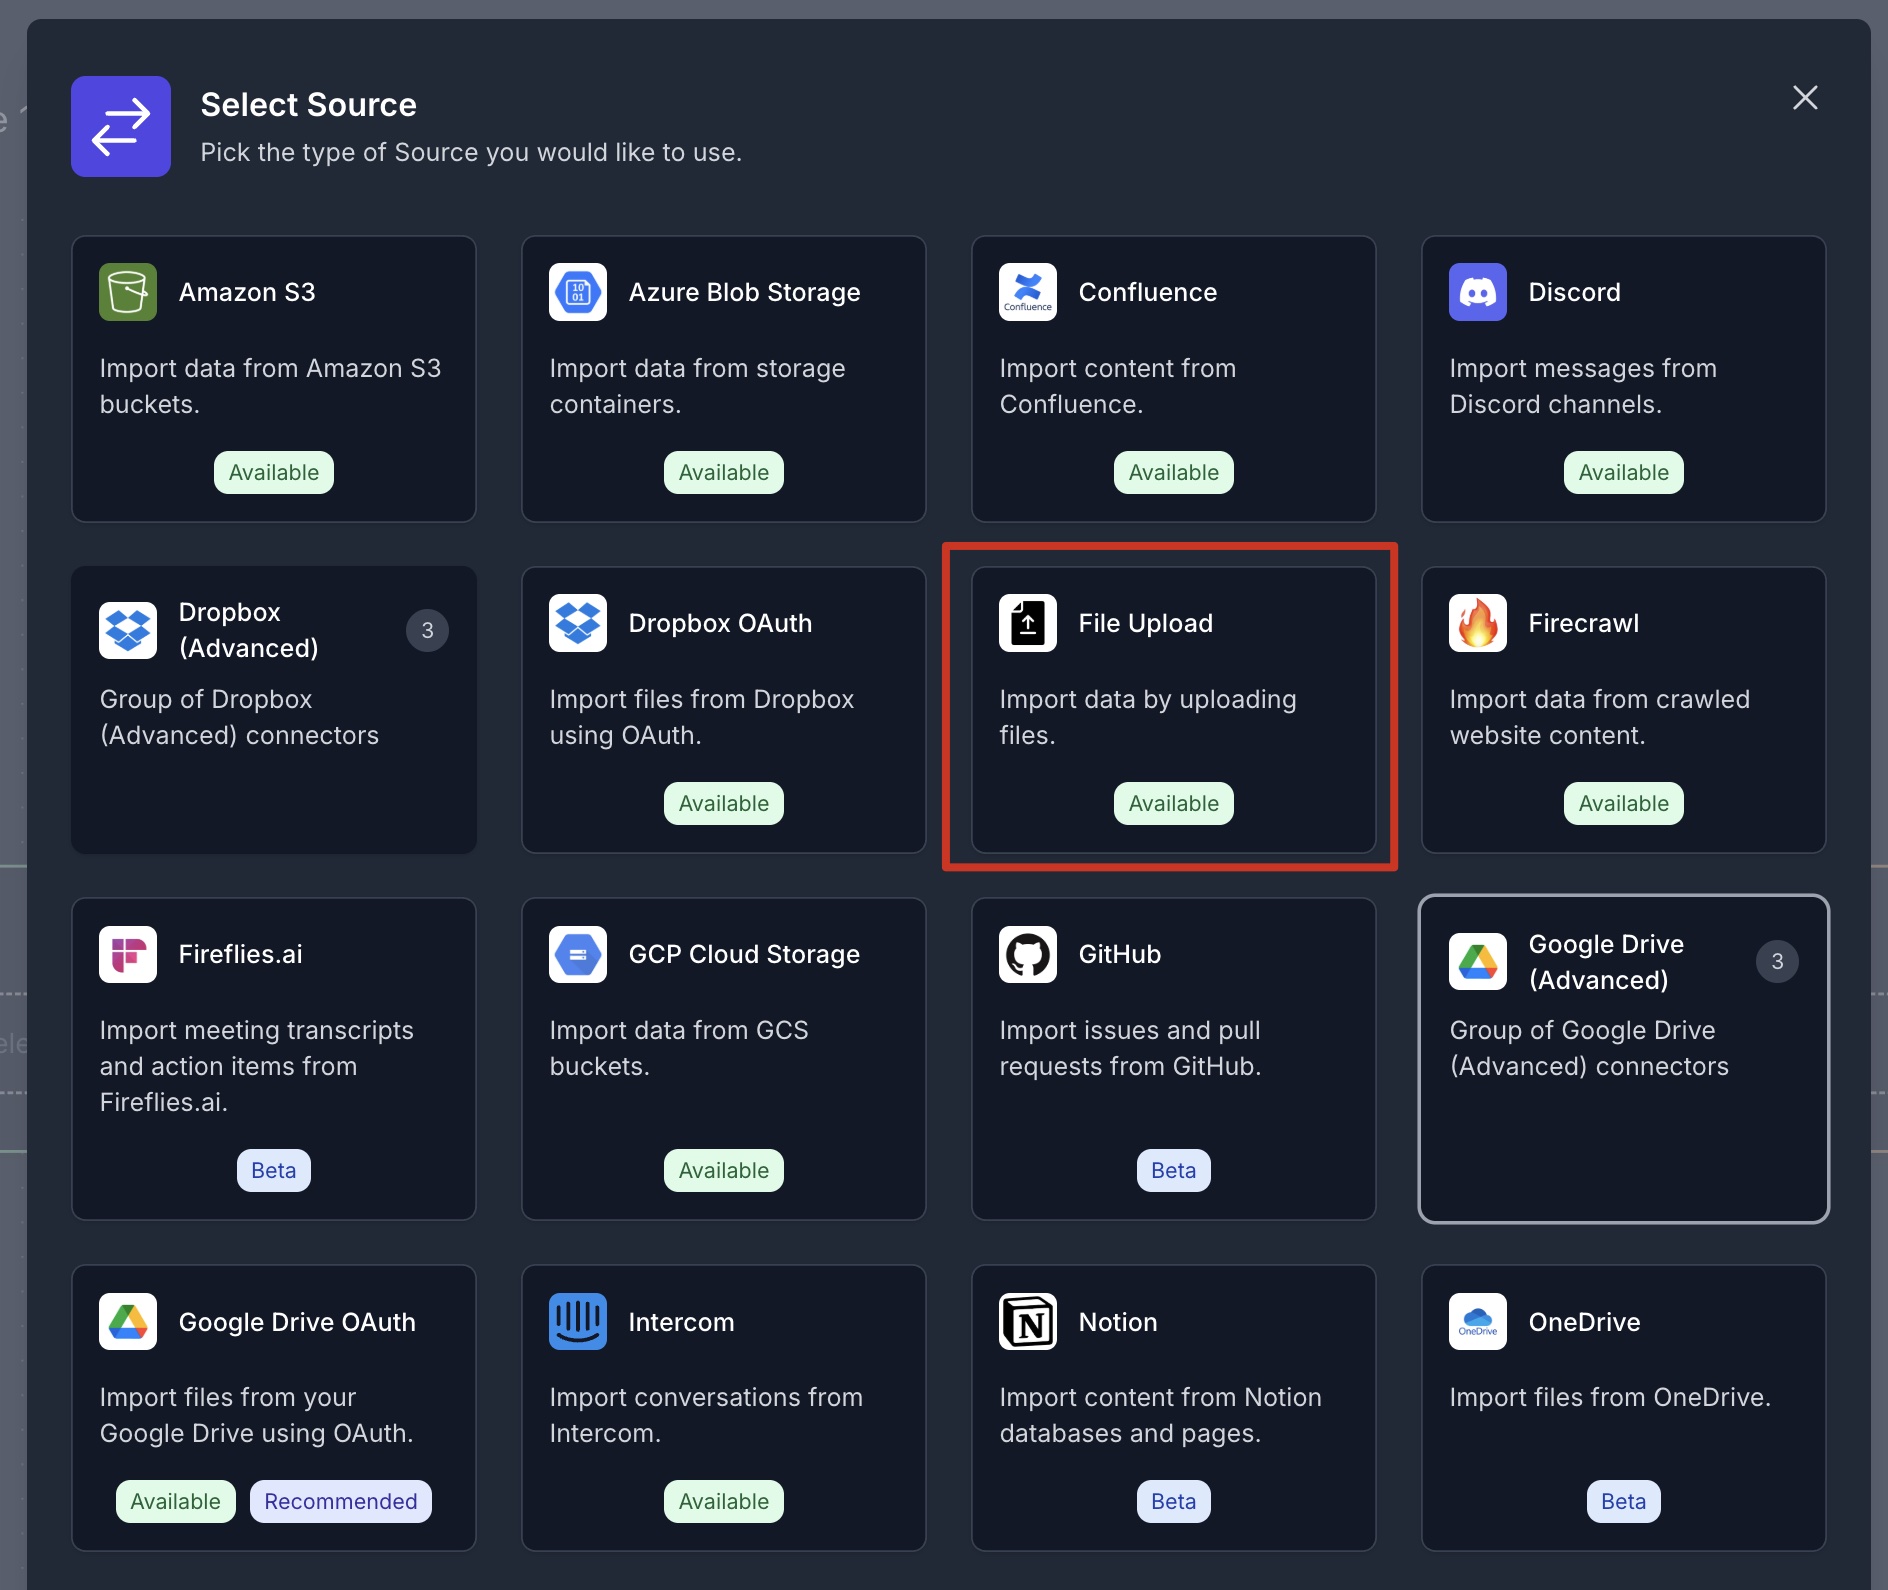 Select Source
Pick the type of Source you would like to use.
Amazon S3
Import data from Amazon S3
buckets.
Available
10
01
Azure Blob Storage
Import data from storage
containers.
Available
Confluence
Confluence
Import content from
Confluence.
Available
Discord
Import messages from
Discord channels.
Available
Dropbox
(Advanced)
3
Group of Dropbox
(Advanced) connectors
Dropbox OAuth
Import files from Dropbox
using OAuth.
Available
File Upload
Import data by uploading
files.
Available
Firecrawl
Import data from crawled
website content.
Available
Fireflies.ai
Import meeting transcripts
and action items from
Fireflies.ai.
Beta
GCP Cloud Storage
Import data from GCS
buckets.
Available
GitHub
Import issues and pull
requests from GitHub.
Beta
Google Drive
(Advanced)
3
Group of Google Drive
(Advanced) connectors
Google Drive OAuth
Import files from your
Google Drive using OAuth.
Available Recommended
Intercom
Import conversations from
Intercom.
Available
N
Notion
Import content from Notion
databases and pages.
Beta
OneDrive
OneDrive
Import files from OneDrive.
Beta